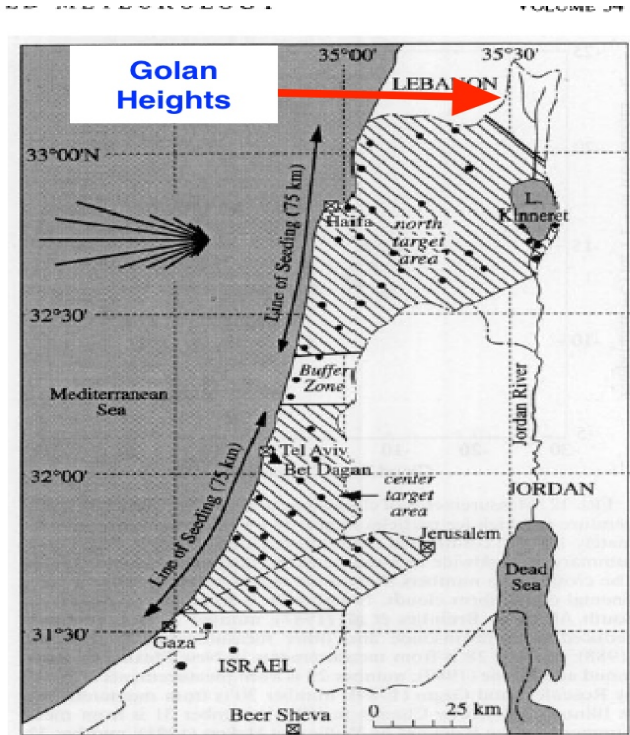 VOLUME 34
35°00'
35°30'
Golan
Heights
LEBANON
33°00'N
L.
Kinneret
Haifa
north
target
area
Line of Seeding (75 km)
32°30'
Buffer
Zone
Mediterranean
Sea
Jordan River
Tel Aviv
Bet Dagan
32°00'
center
target
area
JORDAN
Line of Seeding (75 km)
Jerusalem
Dead
Sea
31°30'
Gaza
ISRAEL
Beer Sheva
0 25 km